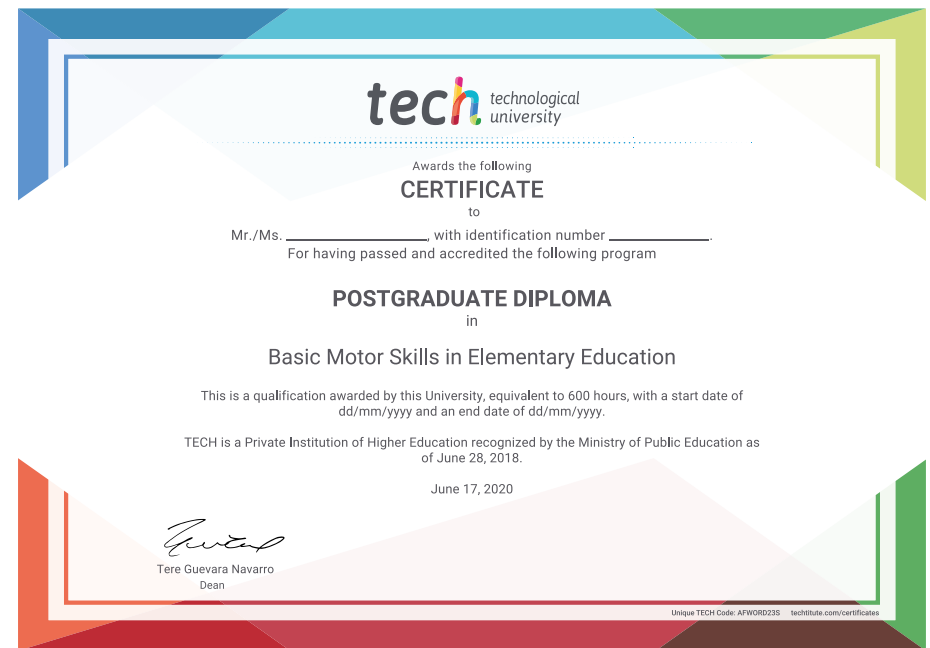 tech technological
university
Awards the following
CERTIFICATE
to
Mr./Ms. ____________________, with identification number ______________.
For having passed and accredited the following program
POSTGRADUATE DIPLOMA
in
Basic Motor Skills in Elementary Education
This is a qualification awarded by this University, equivalent to 600 hours, with a start date of
dd/mm/yyyy and an end date of dd/mm/yyyy.
TECH is a Private Institution of Higher Education recognized by the Ministry of Public Education as
of June 28, 2018.
June 17, 2020
Tere Guevara Navarro
Dean
Unique TECH Code: AFWORD23S techtitute.com/certificates